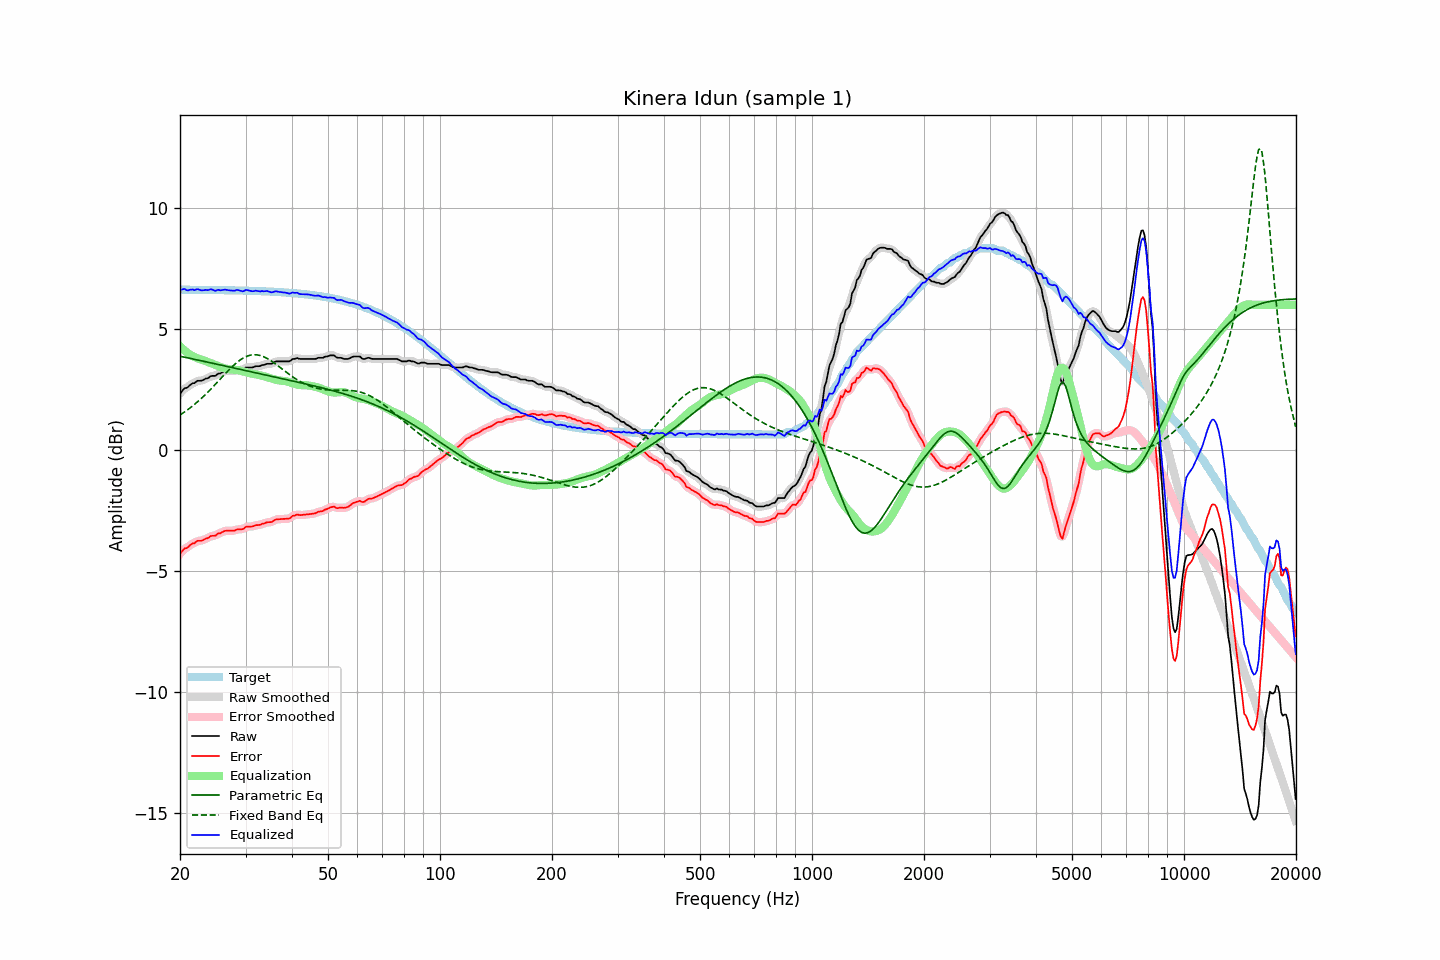 Kinera Idun (sample 1)
Amplitude (dBr)
10
5
0
−5
−10
−15
Target
Raw Smoothed
Error Smoothed
Raw
Error
Equalization
Parametric Eq
Fixed Band Eq
Equalized
20 50 100 200 500 1000 2000 5000 10000 20000
Frequency (Hz)